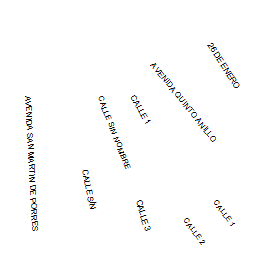 26 DE ENERO
AVENIDA QUINTO ANILLO
CALLE 1
CALLE SIN NOMBRE
AVENIDA SAN MARTIN DE PORRES
CALLE S/N
CALLE 3
CALLE 1
CALLE 2